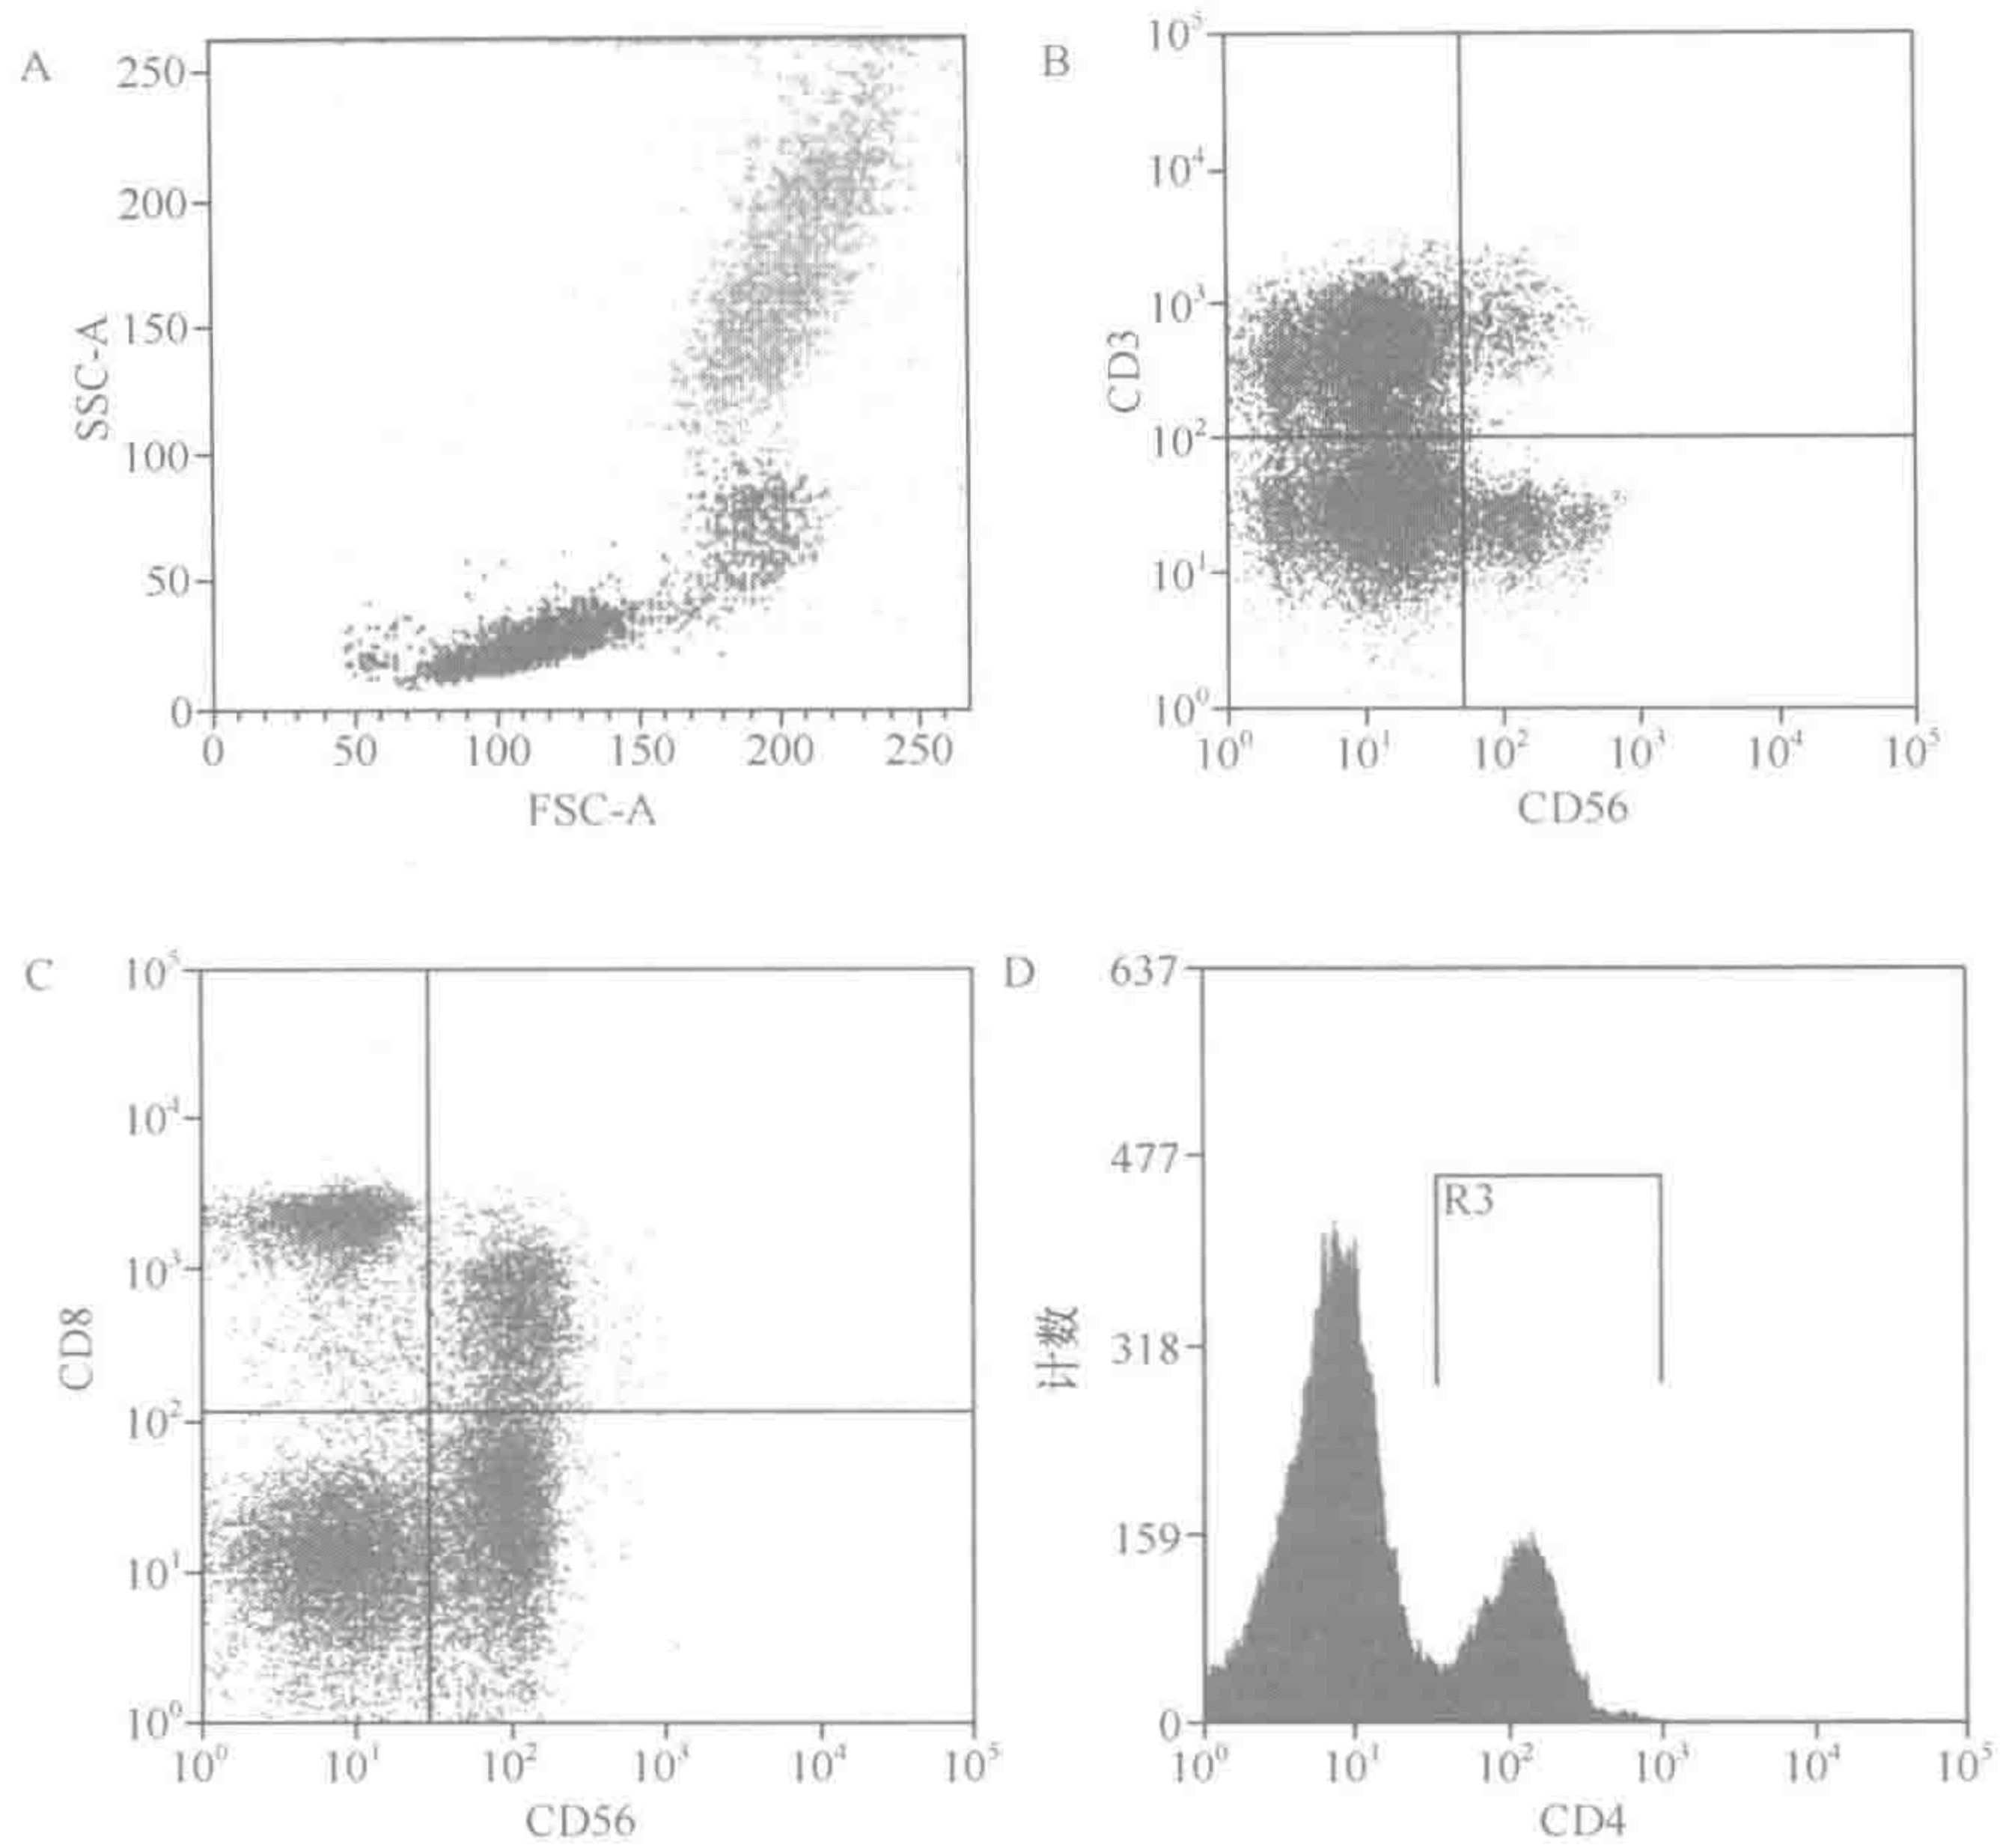 A
250
200
150
100
50
0
SSC-A
0 50 100 150 200 250
FSC-A
B
10⁵
10⁴
10³
10²
10¹
10⁰
CD3
10⁰ 10¹ 10² 10³ 10⁴ 10⁵
CD56
C
10⁵
10⁴
10³
10²
10¹
10⁰
CD8
10⁰ 10¹ 10² 10³ 10⁴ 10⁵
CD56
D
637
477
318
159
0
计数
R3
10⁰ 10¹ 10² 10³ 10⁴ 10⁵
CD4